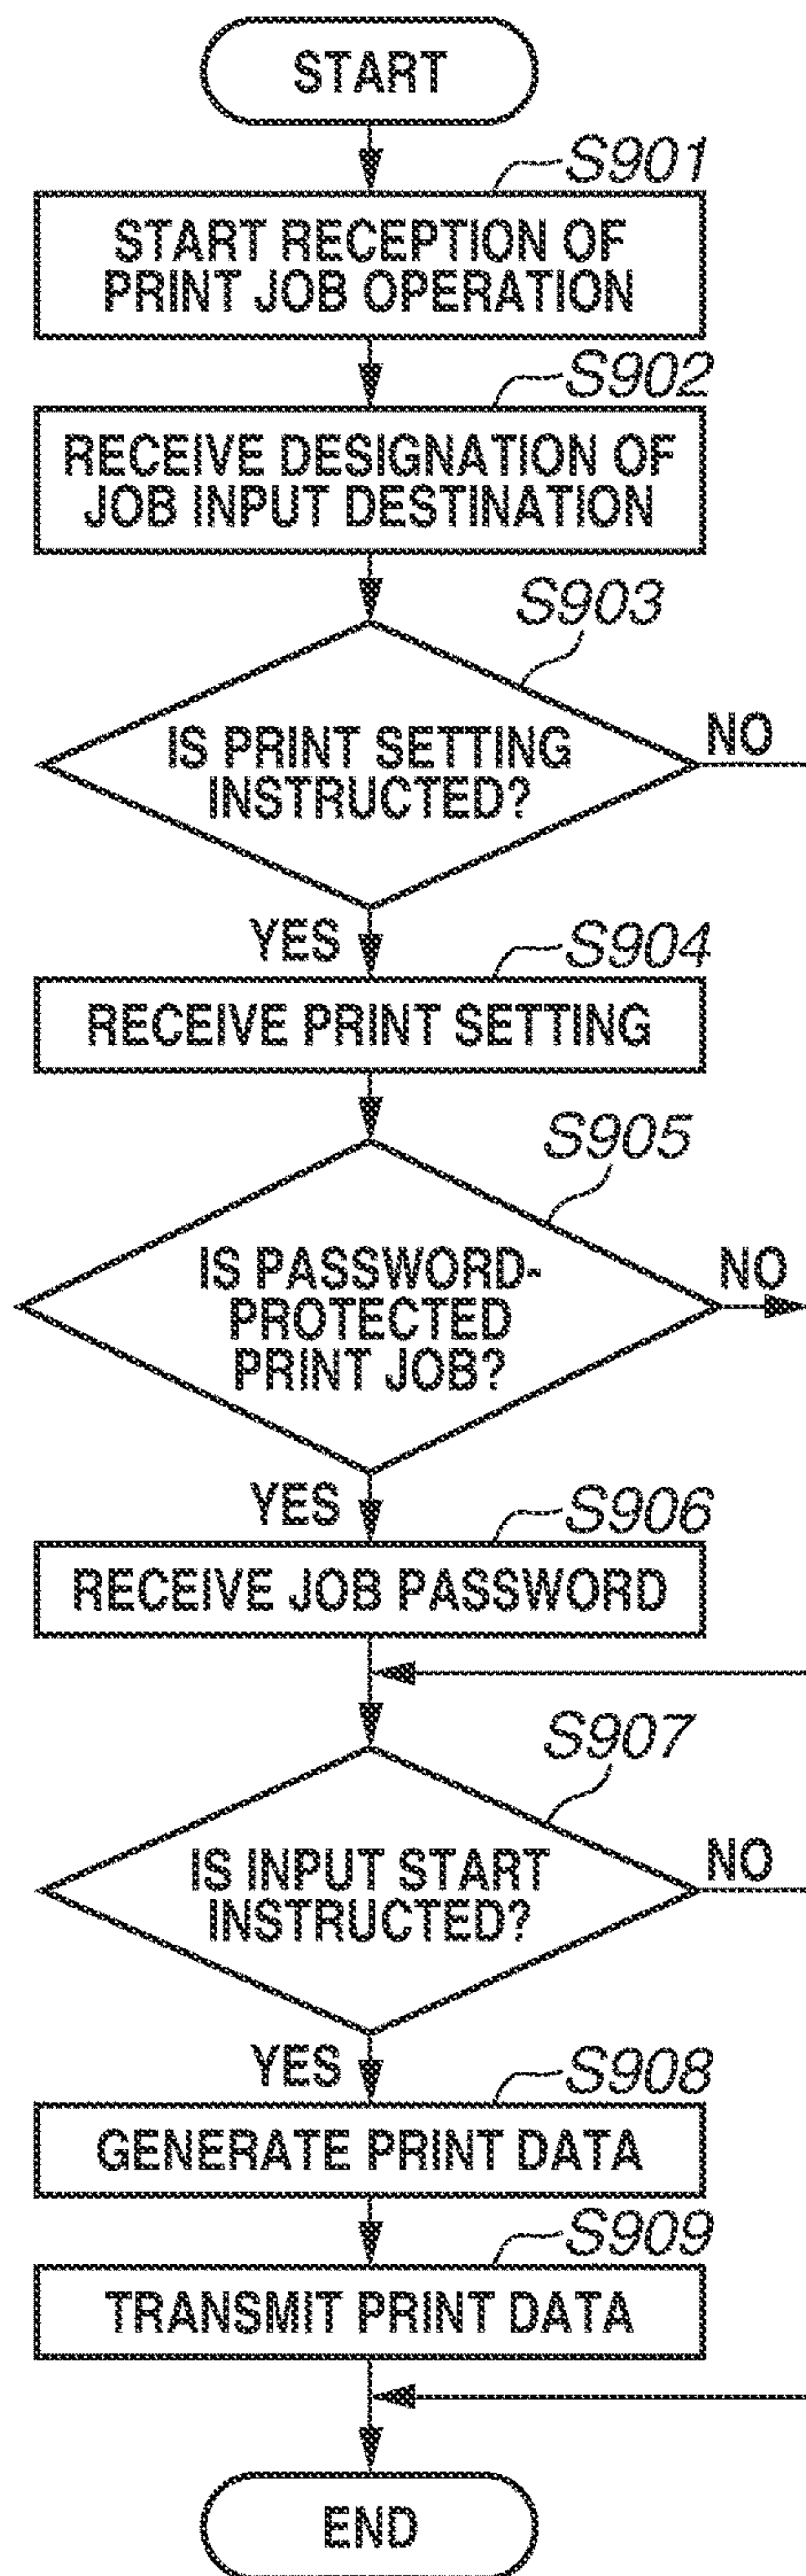 START
S901
START RECEPTION OF
PRINT JOB OPERATION
S902
RECEIVE DESIGNATION OF
JOB INPUT DESTINATION
S903
IS PRINT SETTING
INSTRUCTED?
NO
YES
S904
RECEIVE PRINT SETTING
S905
IS PASSWORD-
PROTECTED
PRINT JOB?
NO
YES
S906
RECEIVE JOB PASSWORD
S907
IS INPUT START
INSTRUCTED?
NO
YES
S908
GENERATE PRINT DATA
S909
TRANSMIT PRINT DATA
END